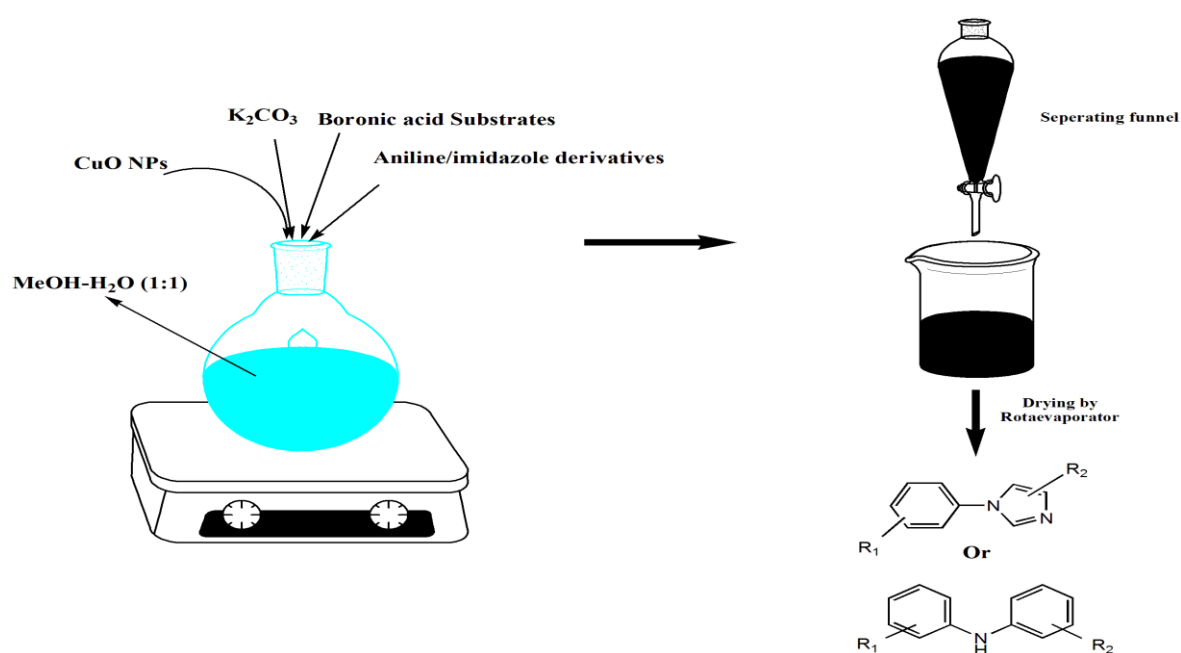 K₂CO₃
Boronic acid Substrates
CuO NPs
Aniline/imidazole derivatives
MeOH-H₂O (1:1)
Seperating funnel
Drying by
Rotaevaporator
R₂
N
N
R₁
Or
R₁
N
H
R₂